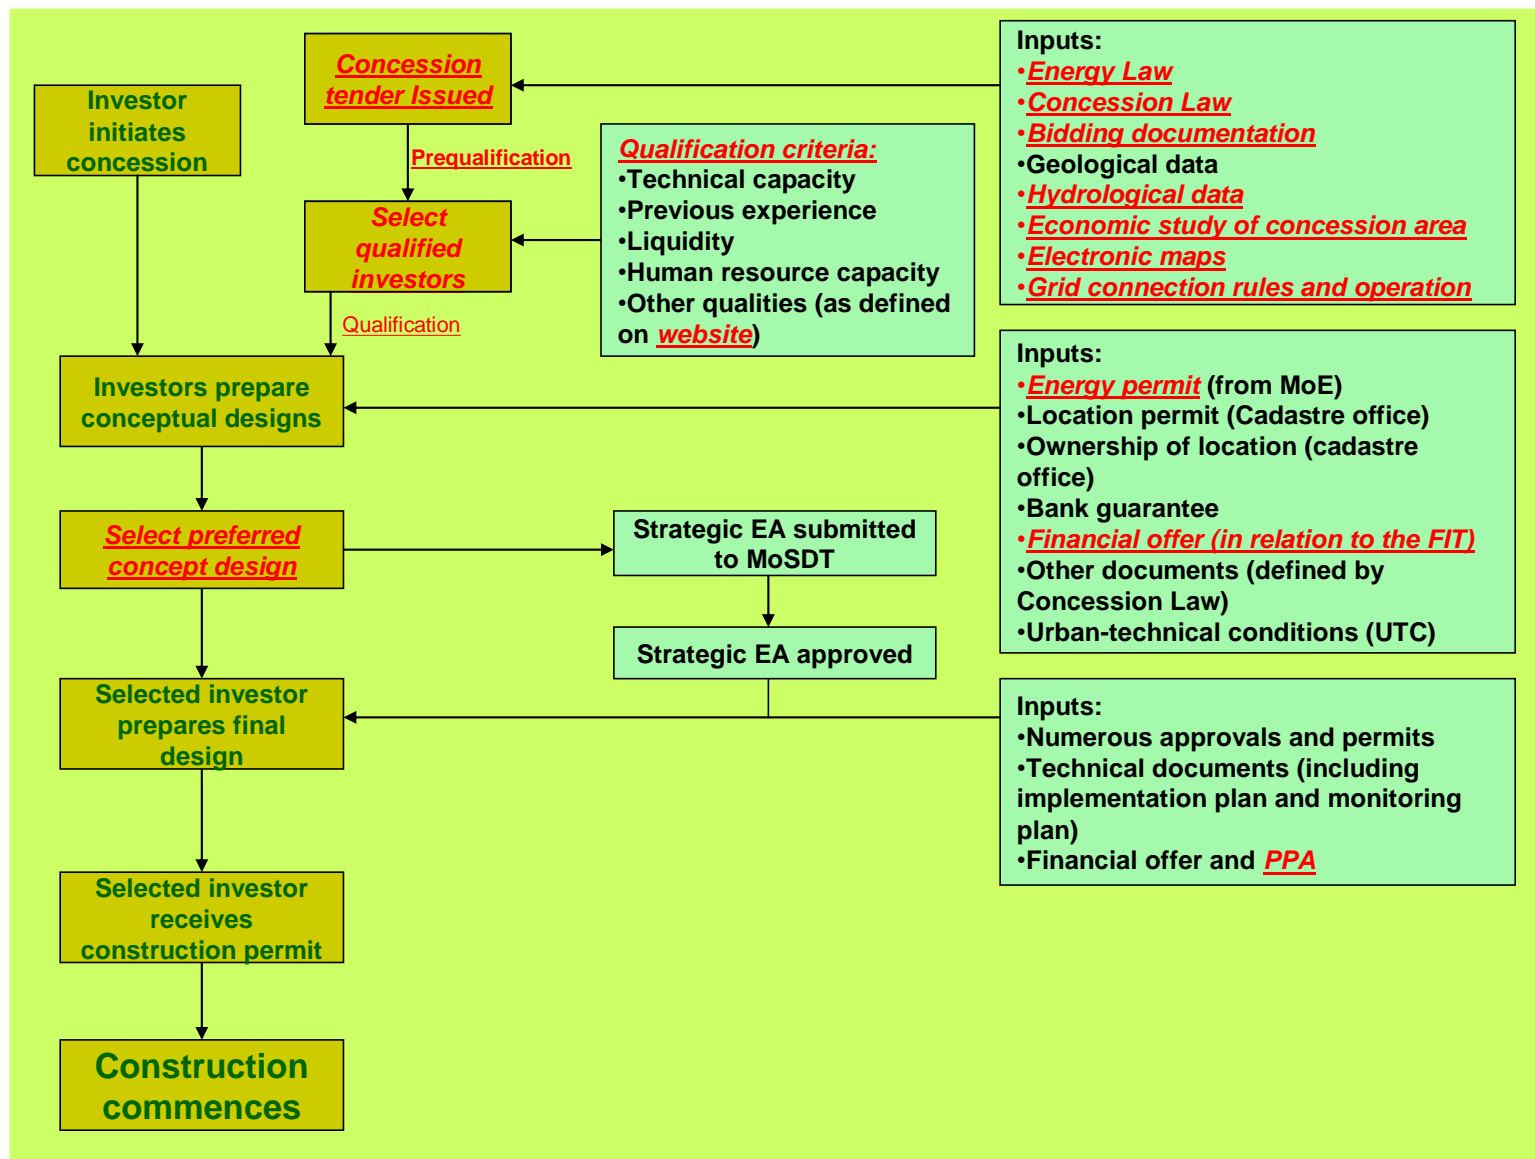 Concession
tender Issued
Investor
initiates
concession
Prequalification
Select
qualified
investors
Qualification
Qualification criteria:
•Technical capacity
•Previous experience
•Liquidity
•Human resource capacity
•Other qualities (as defined
on website)
Inputs:
•Energy Law
•Concession Law
•Bidding documentation
•Geological data
•Hydrological data
•Economic study of concession area
•Electronic maps
•Grid connection rules and operation
Investors prepare
conceptual designs
Inputs:
•Energy permit (from MoE)
•Location permit (Cadastre office)
•Ownership of location (cadastre
office)
•Bank guarantee
•Financial offer (in relation to the FIT)
•Other documents (defined by
Concession Law)
•Urban-technical conditions (UTC)
Select preferred
concept design
Strategic EA submitted
to MoSDT
Strategic EA approved
Selected investor
prepares final
design
Inputs:
•Numerous approvals and permits
•Technical documents (including
implementation plan and monitoring
plan)
•Financial offer and PPA
Selected investor
receives
construction permit
Construction
commences